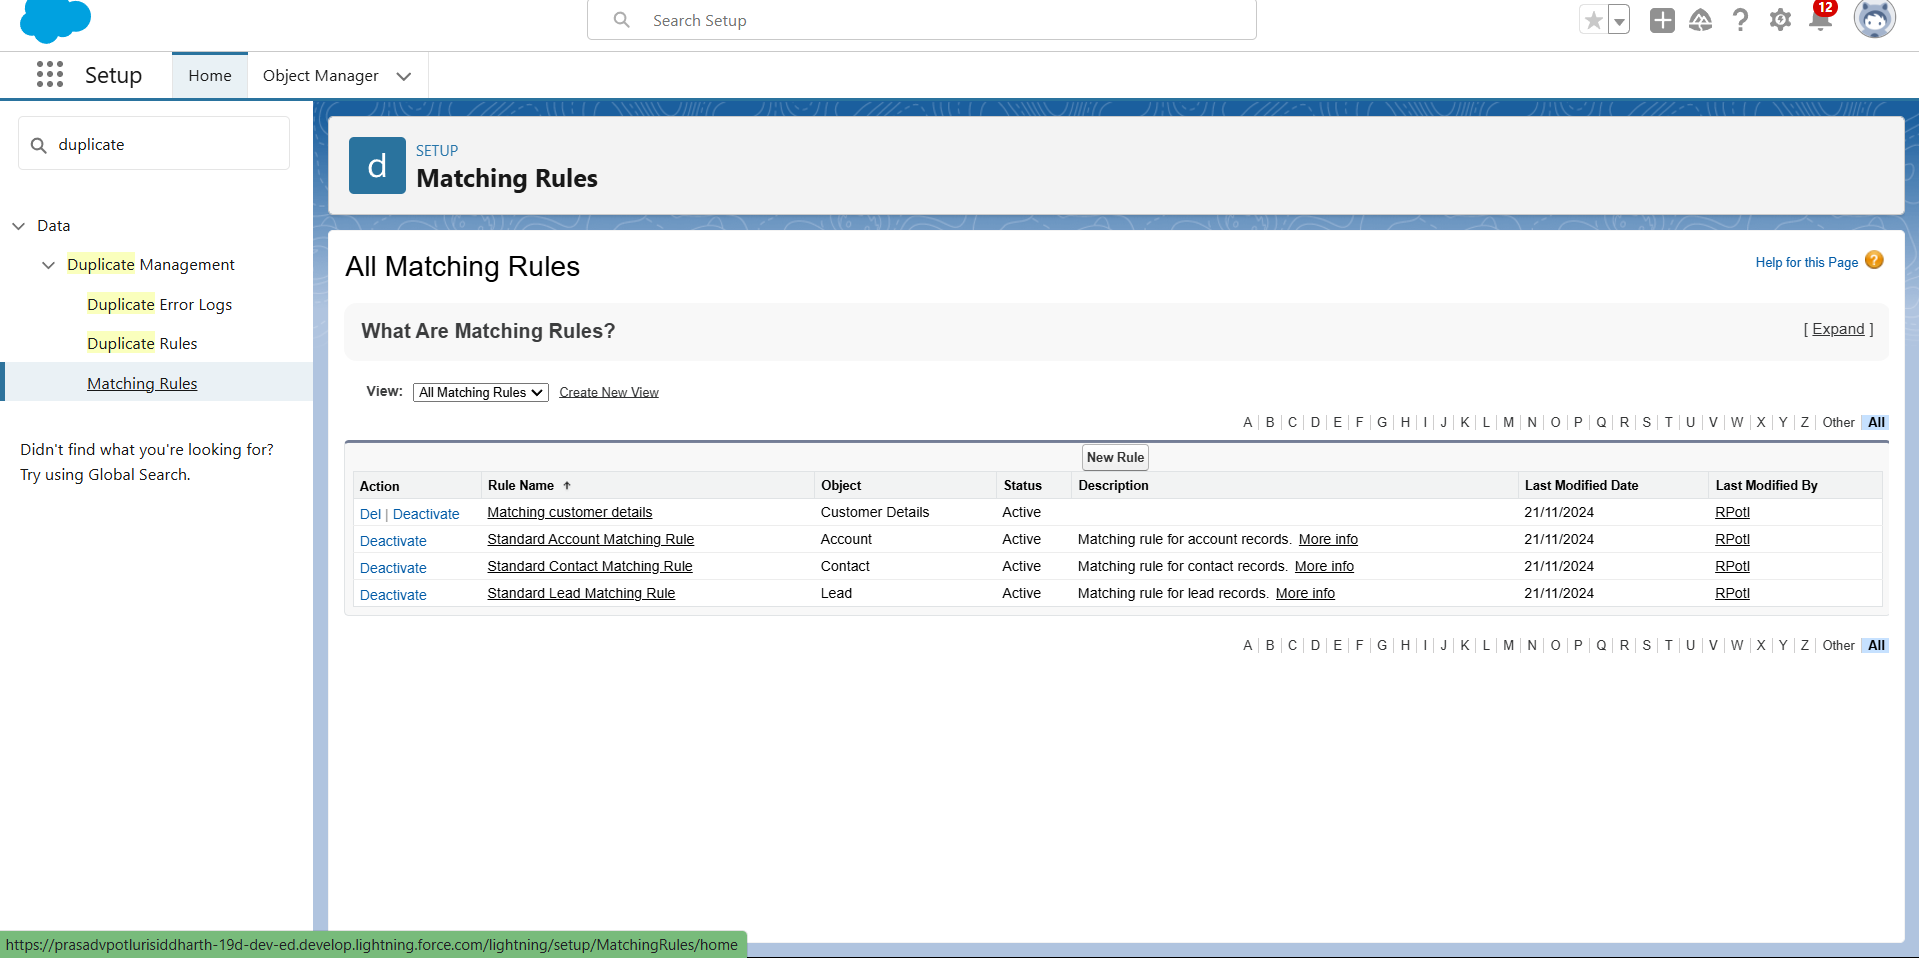 Search Setup
12
Setup
Home
Object Manager
duplicate
Data
Duplicate Management
Duplicate Error Logs
Duplicate Rules
Matching Rules
Didn't find what you're looking for?
Try using Global Search.
d
SETUP
Matching Rules
All Matching Rules
Help for this Page ?
What Are Matching Rules?
[ Expand ]
View: All Matching Rules Create New View
A | B | C | D | E | F | G | H | I | J | K | L | M | N | O | P | Q | R | S | T | U | V | W | X | Y | Z | Other All
New Rule
Action Rule Name Object Status Description Last Modified Date Last Modified By
Del | Deactivate Matching customer details Customer Details Active 21/11/2024 RPotl
Deactivate Standard Account Matching Rule Account Active Matching rule for account records. More info 21/11/2024 RPotl
Deactivate Standard Contact Matching Rule Contact Active Matching rule for contact records. More info 21/11/2024 RPotl
Deactivate Standard Lead Matching Rule Lead Active Matching rule for lead records. More info 21/11/2024 RPotl
A | B | C | D | E | F | G | H | I | J | K | L | M | N | O | P | Q | R | S | T | U | V | W | X | Y | Z | Other All
https://prasadvpotlurisiddharth-19d-dev-ed.develop.lightning.force.com/lightning/setup/MatchingRules/home